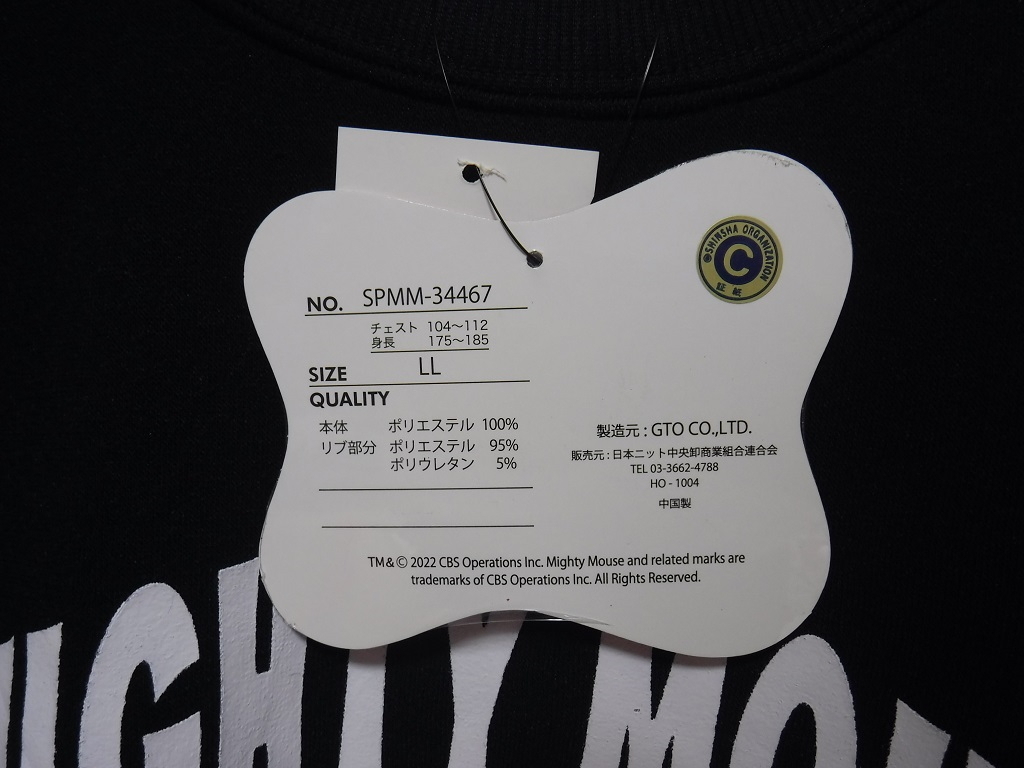 ©SHINSHA ORGANIZATION
C
証紙
NO. SPMM-34467
チェスト 104～112
身長 175～185
SIZE LL
QUALITY
本体 ポリエステル 100%
リブ部分 ポリエステル 95%
ポリウレタン 5%
製造元 : GTO CO.,LTD.
販売元 : 日本ニット中央卸商業組合連合会
TEL 03-3662-4788
HO - 1004
中国製
TM & © 2022 CBS Operations Inc. Mighty Mouse and related marks are
trademarks of CBS Operations Inc. All Rights Reserved.
MIGHTY MOU